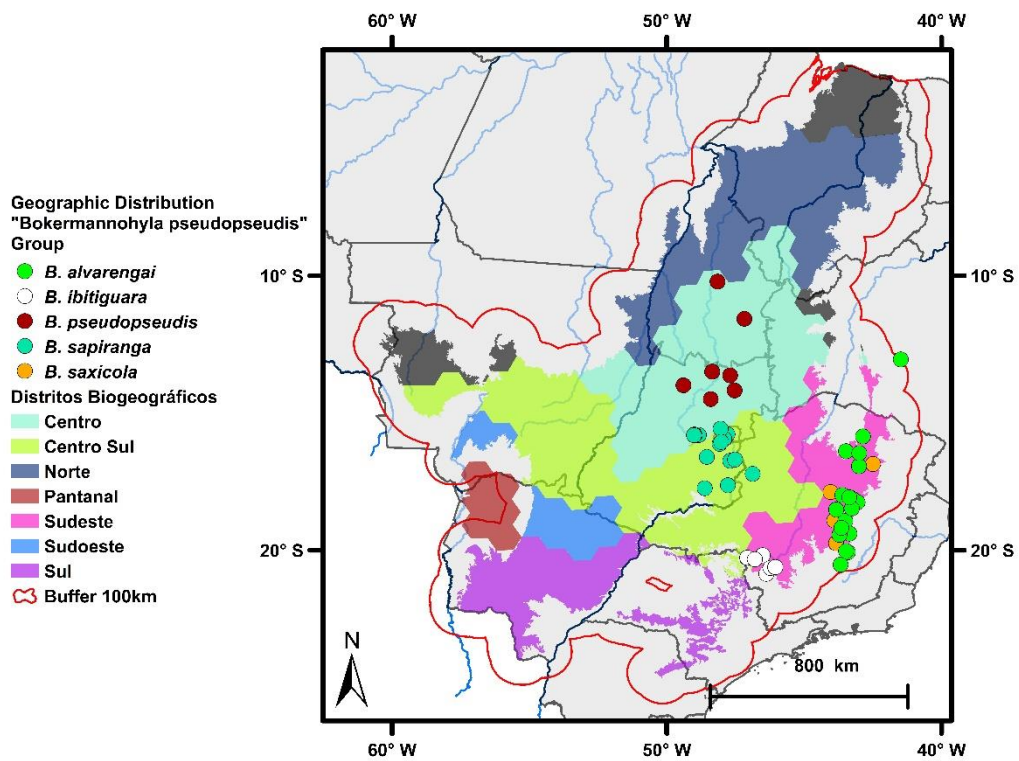 60° W
50° W
40° W
Geographic Distribution
"Bokermannohyla pseudopseudis"
Group
B. alvarengai
B. ibitiguara
B. pseudopseudis
B. sapiranga
B. saxicola
Distritos Biogeográficos
Centro
Centro Sul
Norte
Pantanal
Sudeste
Sudoeste
Sul
Buffer 100km
10° S
10° S
20° S
20° S
N
800 km
60° W
50° W
40° W